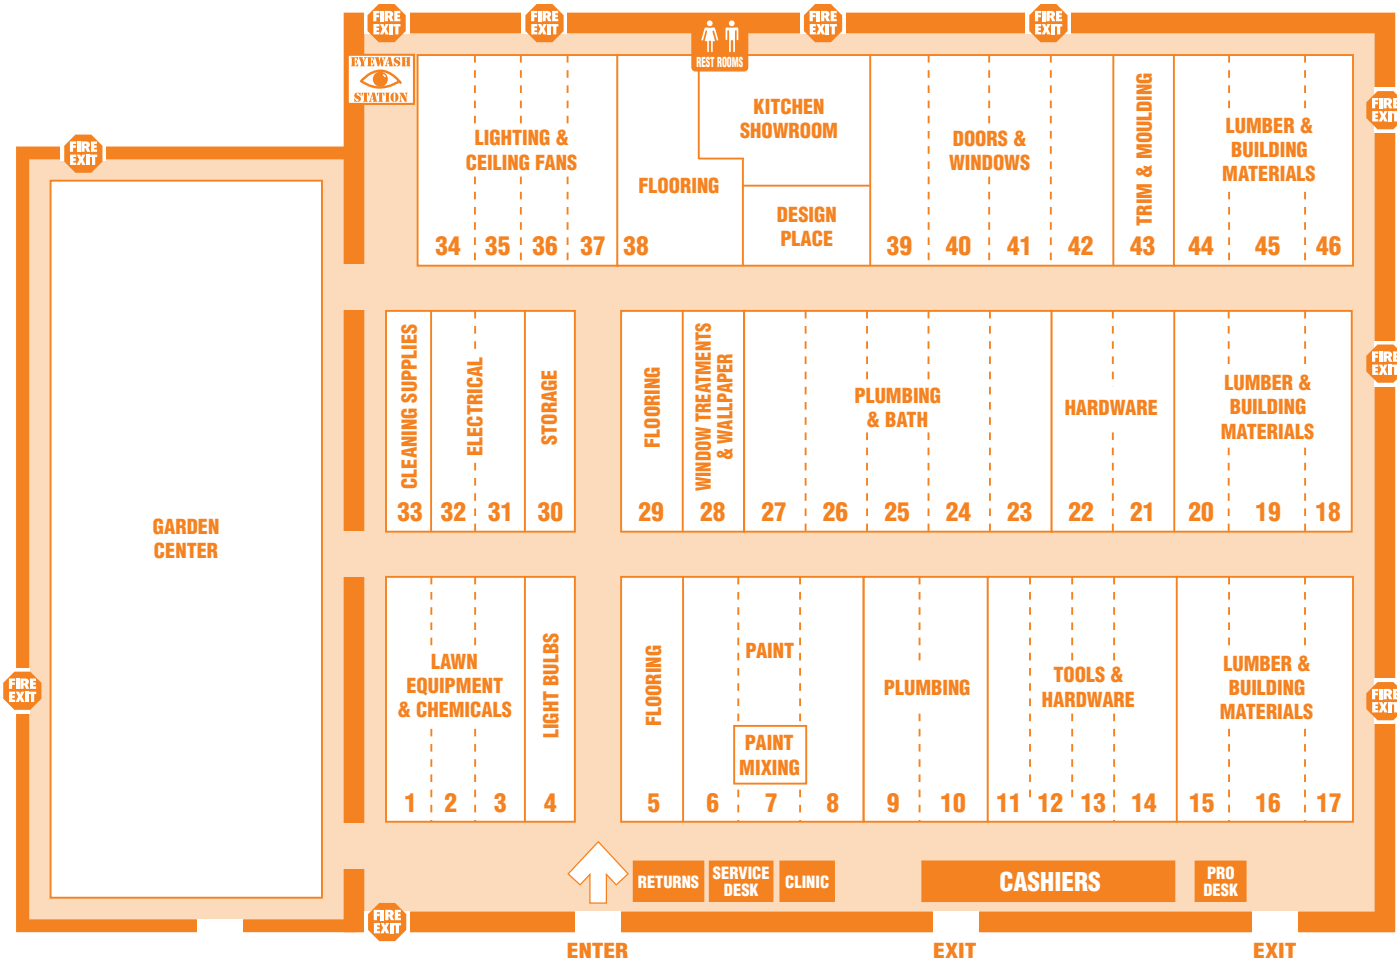 FIRE
EXIT
FIRE
EXIT
FIRE
EXIT
FIRE
EXIT
REST ROOMS
EYEWASH
STATION
FIRE
EXIT
FIRE
EXIT
LIGHTING &
CEILING FANS
34 35 36 37
FLOORING
38
KITCHEN
SHOWROOM
DESIGN
PLACE
DOORS &
WINDOWS
39 40 41 42
TRIM & MOULDING
43
LUMBER &
BUILDING
MATERIALS
44 45 46
GARDEN
CENTER
CLEANING SUPPLIES
33
ELECTRICAL
32 31
STORAGE
30
FLOORING
29
WINDOW TREATMENTS
& WALLPAPER
28
PLUMBING
& BATH
27 26 25 24 23
HARDWARE
22 21
LUMBER &
BUILDING
MATERIALS
20 19 18
FIRE
EXIT
FIRE
EXIT
LAWN
EQUIPMENT
& CHEMICALS
1 2 3
LIGHT BULBS
4
FLOORING
5
PAINT
PAINT
MIXING
6 7 8
PLUMBING
9 10
TOOLS &
HARDWARE
11 12 13 14
LUMBER &
BUILDING
MATERIALS
15 16 17
FIRE
EXIT
FIRE
EXIT
RETURNS
SERVICE
DESK
CLINIC
CASHIERS
PRO
DESK
ENTER
EXIT
EXIT